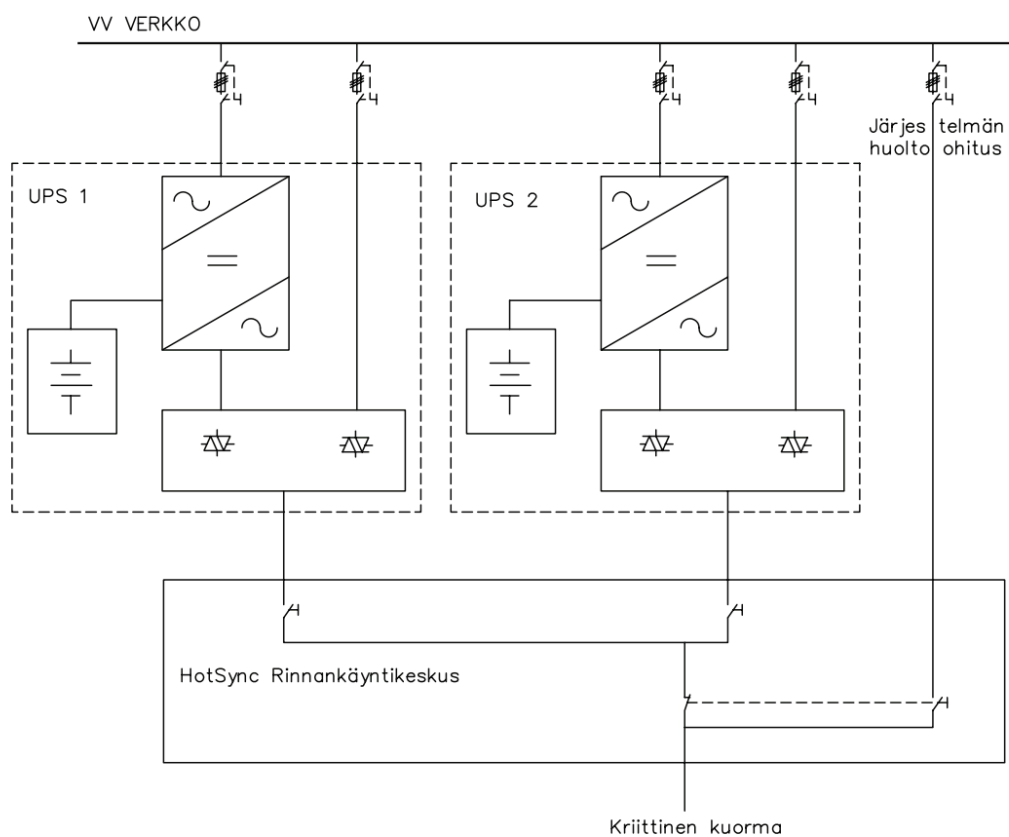 VV VERKKO
Järjes telmän
huolto ohitus
UPS 1
UPS 2
HotSync Rinnankäyntikeskus
Kriittinen kuorma